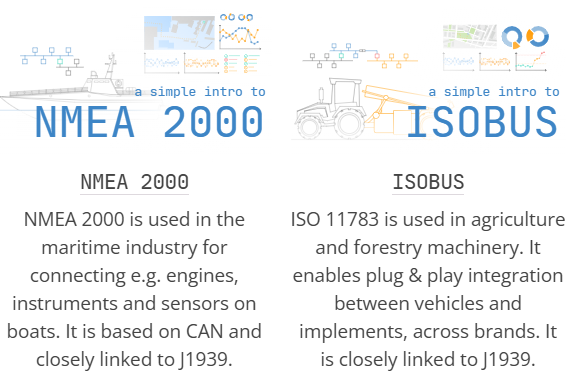 a simple intro to
NMEA 2000
NMEA 2000
NMEA 2000 is used in the
maritime industry for
connecting e.g. engines,
instruments and sensors on
boats. It is based on CAN and
closely linked to J1939.
a simple intro to
ISOBUS
ISOBUS
ISO 11783 is used in agriculture
and forestry machinery. It
enables plug & play integration
between vehicles and
implements, across brands. It
is closely linked to J1939.